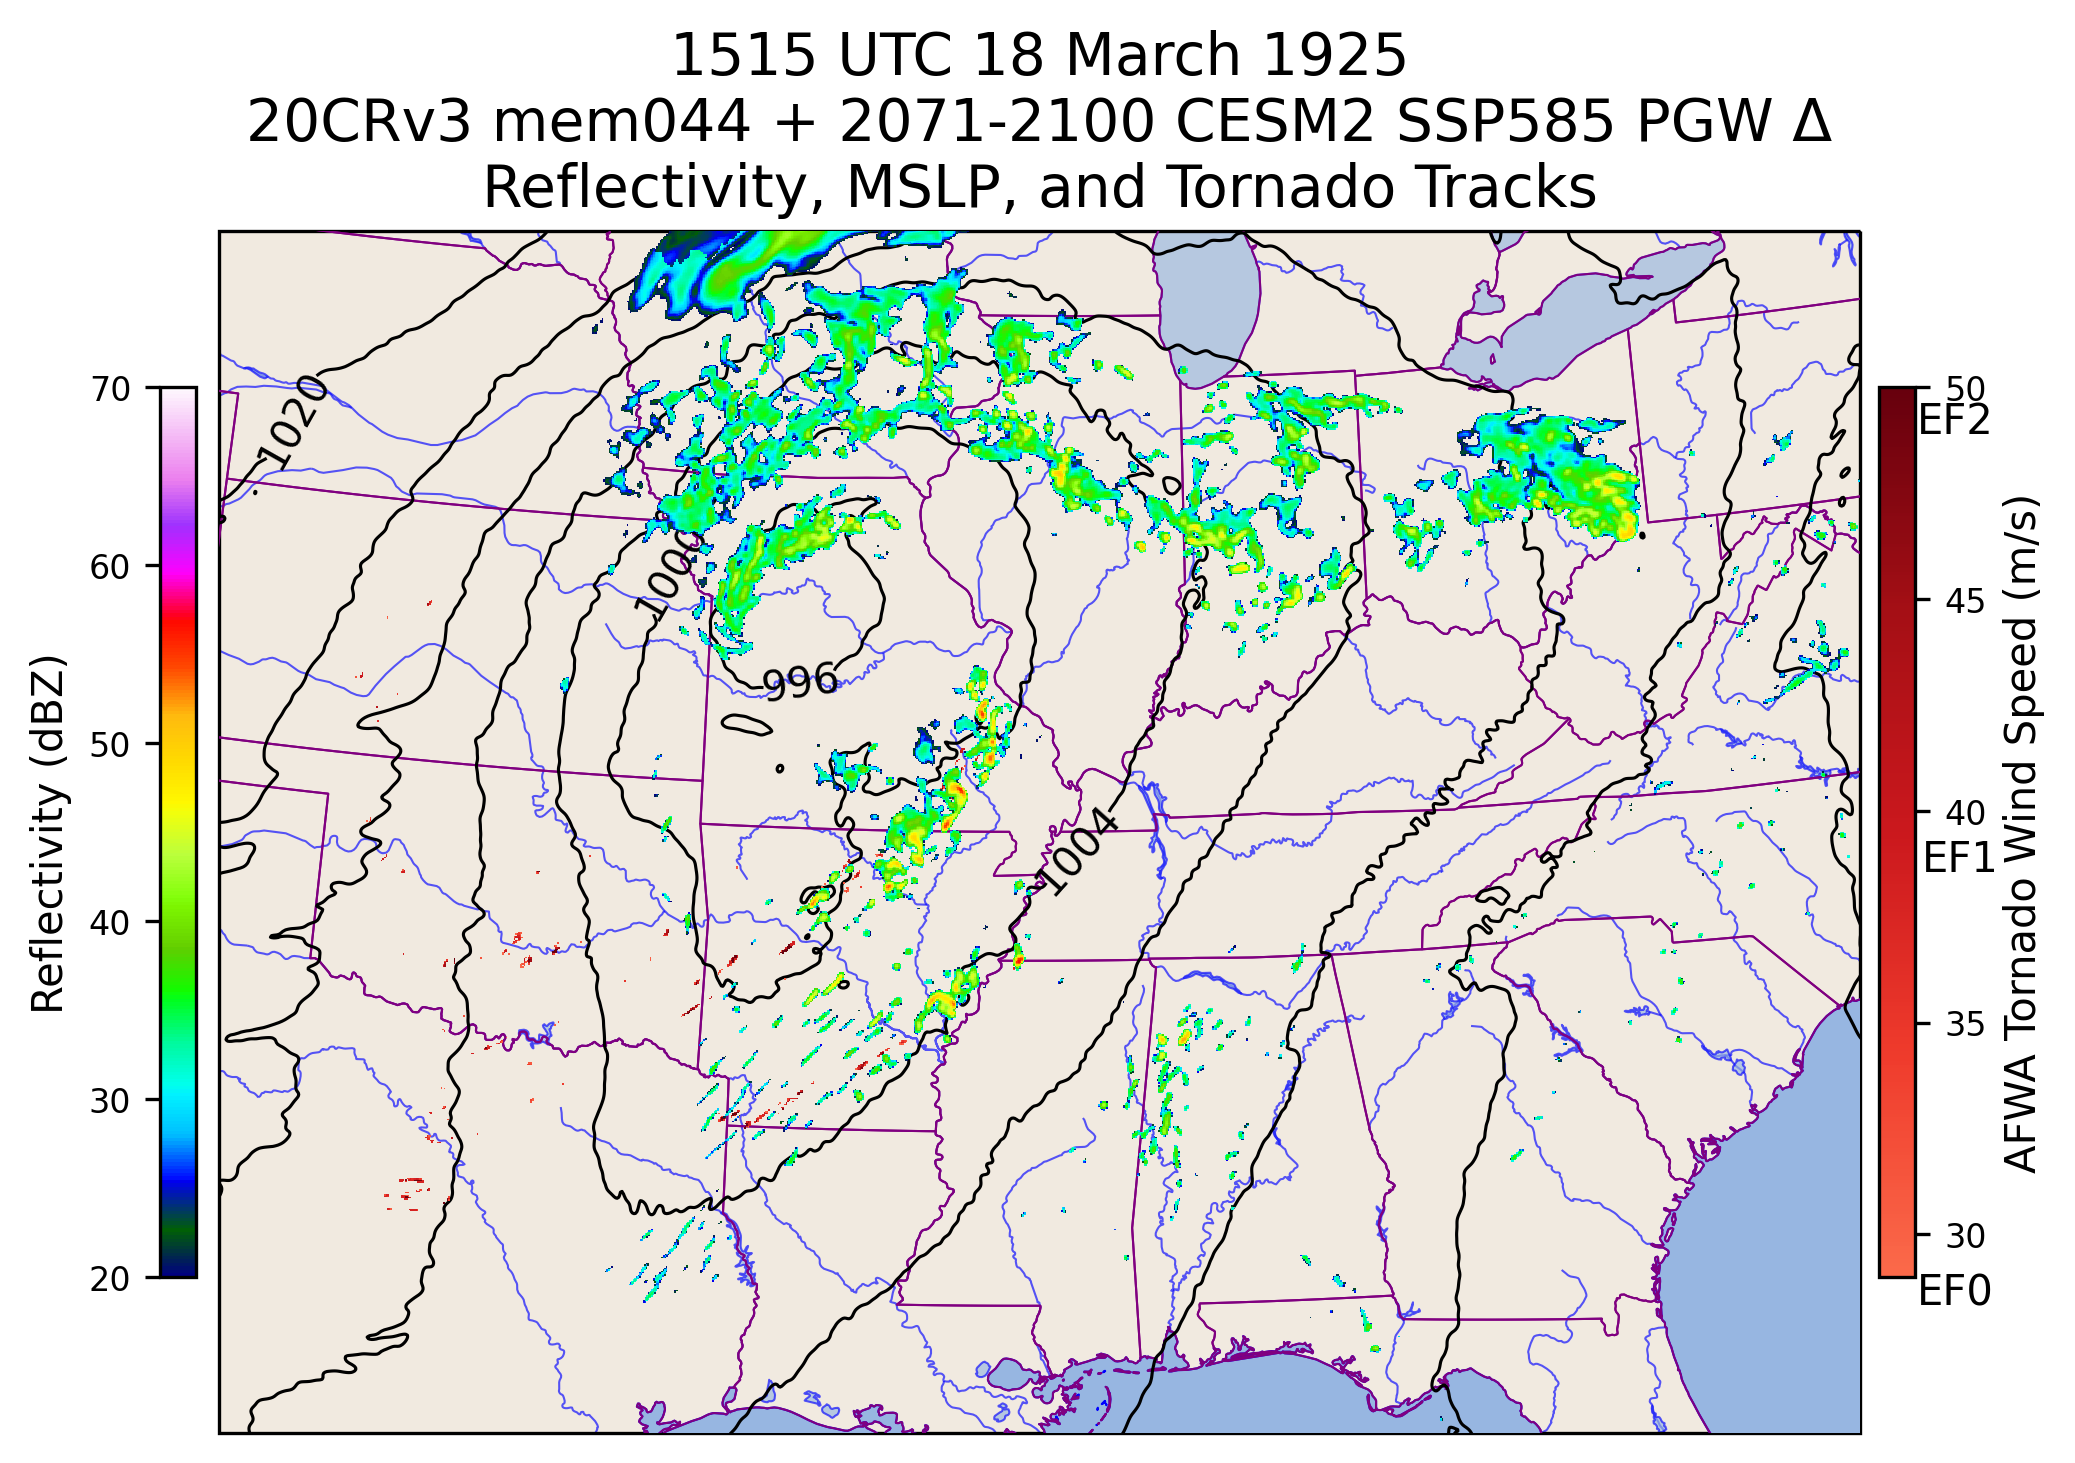 1515 UTC 18 March 1925
20CRv3 mem044 + 2071-2100 CESM2 SSP585 PGW Δ
Reflectivity, MSLP, and Tornado Tracks
70
60
50
40
30
20
Reflectivity (dBZ)
1020
1000
996
1004
50
EF2
45
40
EF1
35
30
EF0
AFWA Tornado Wind Speed (m/s)